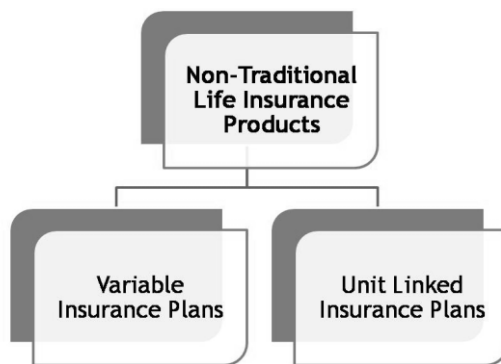 Non-Traditional
Life Insurance
Products
Variable
Insurance Plans
Unit Linked
Insurance Plans